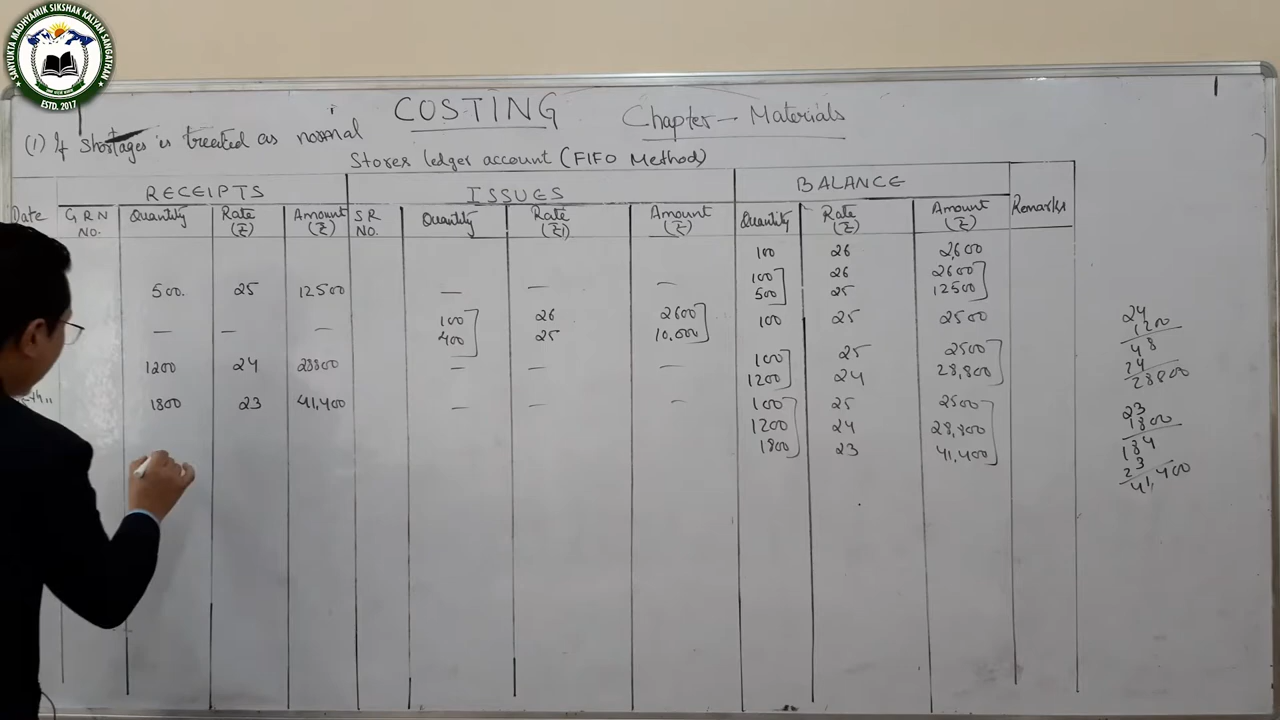 SANYUKTA MADHYAMIK SIKSHAK KALYAN SANGATHAN
ESTD. 2017
COSTING Chapter - Materials
(1) If Shortages is treated as normal
Stores ledger account (FIFO Method)
RECEIPTS ISSUES BALANCE
Date GRN NO. Quantity Rate (₹) Amount (₹) SR NO. Quantity Rate (₹) Amount (₹) Quantity Rate (₹) Amount (₹) Remarks
100 26 2,600
100 26 2600
500. 25 12500 — — — 500 25 12500
100 26 2600
— — — 400 25 10,000 100 25 2500
100 25 2500
1200 24 28800 — — — 1200 24 28,800
1800 23 41,400 — — — 100 25 2500
1200 24 28,800
1800 23 41,400
24
1200
48
24
28800
23
1800
184
23
41,400